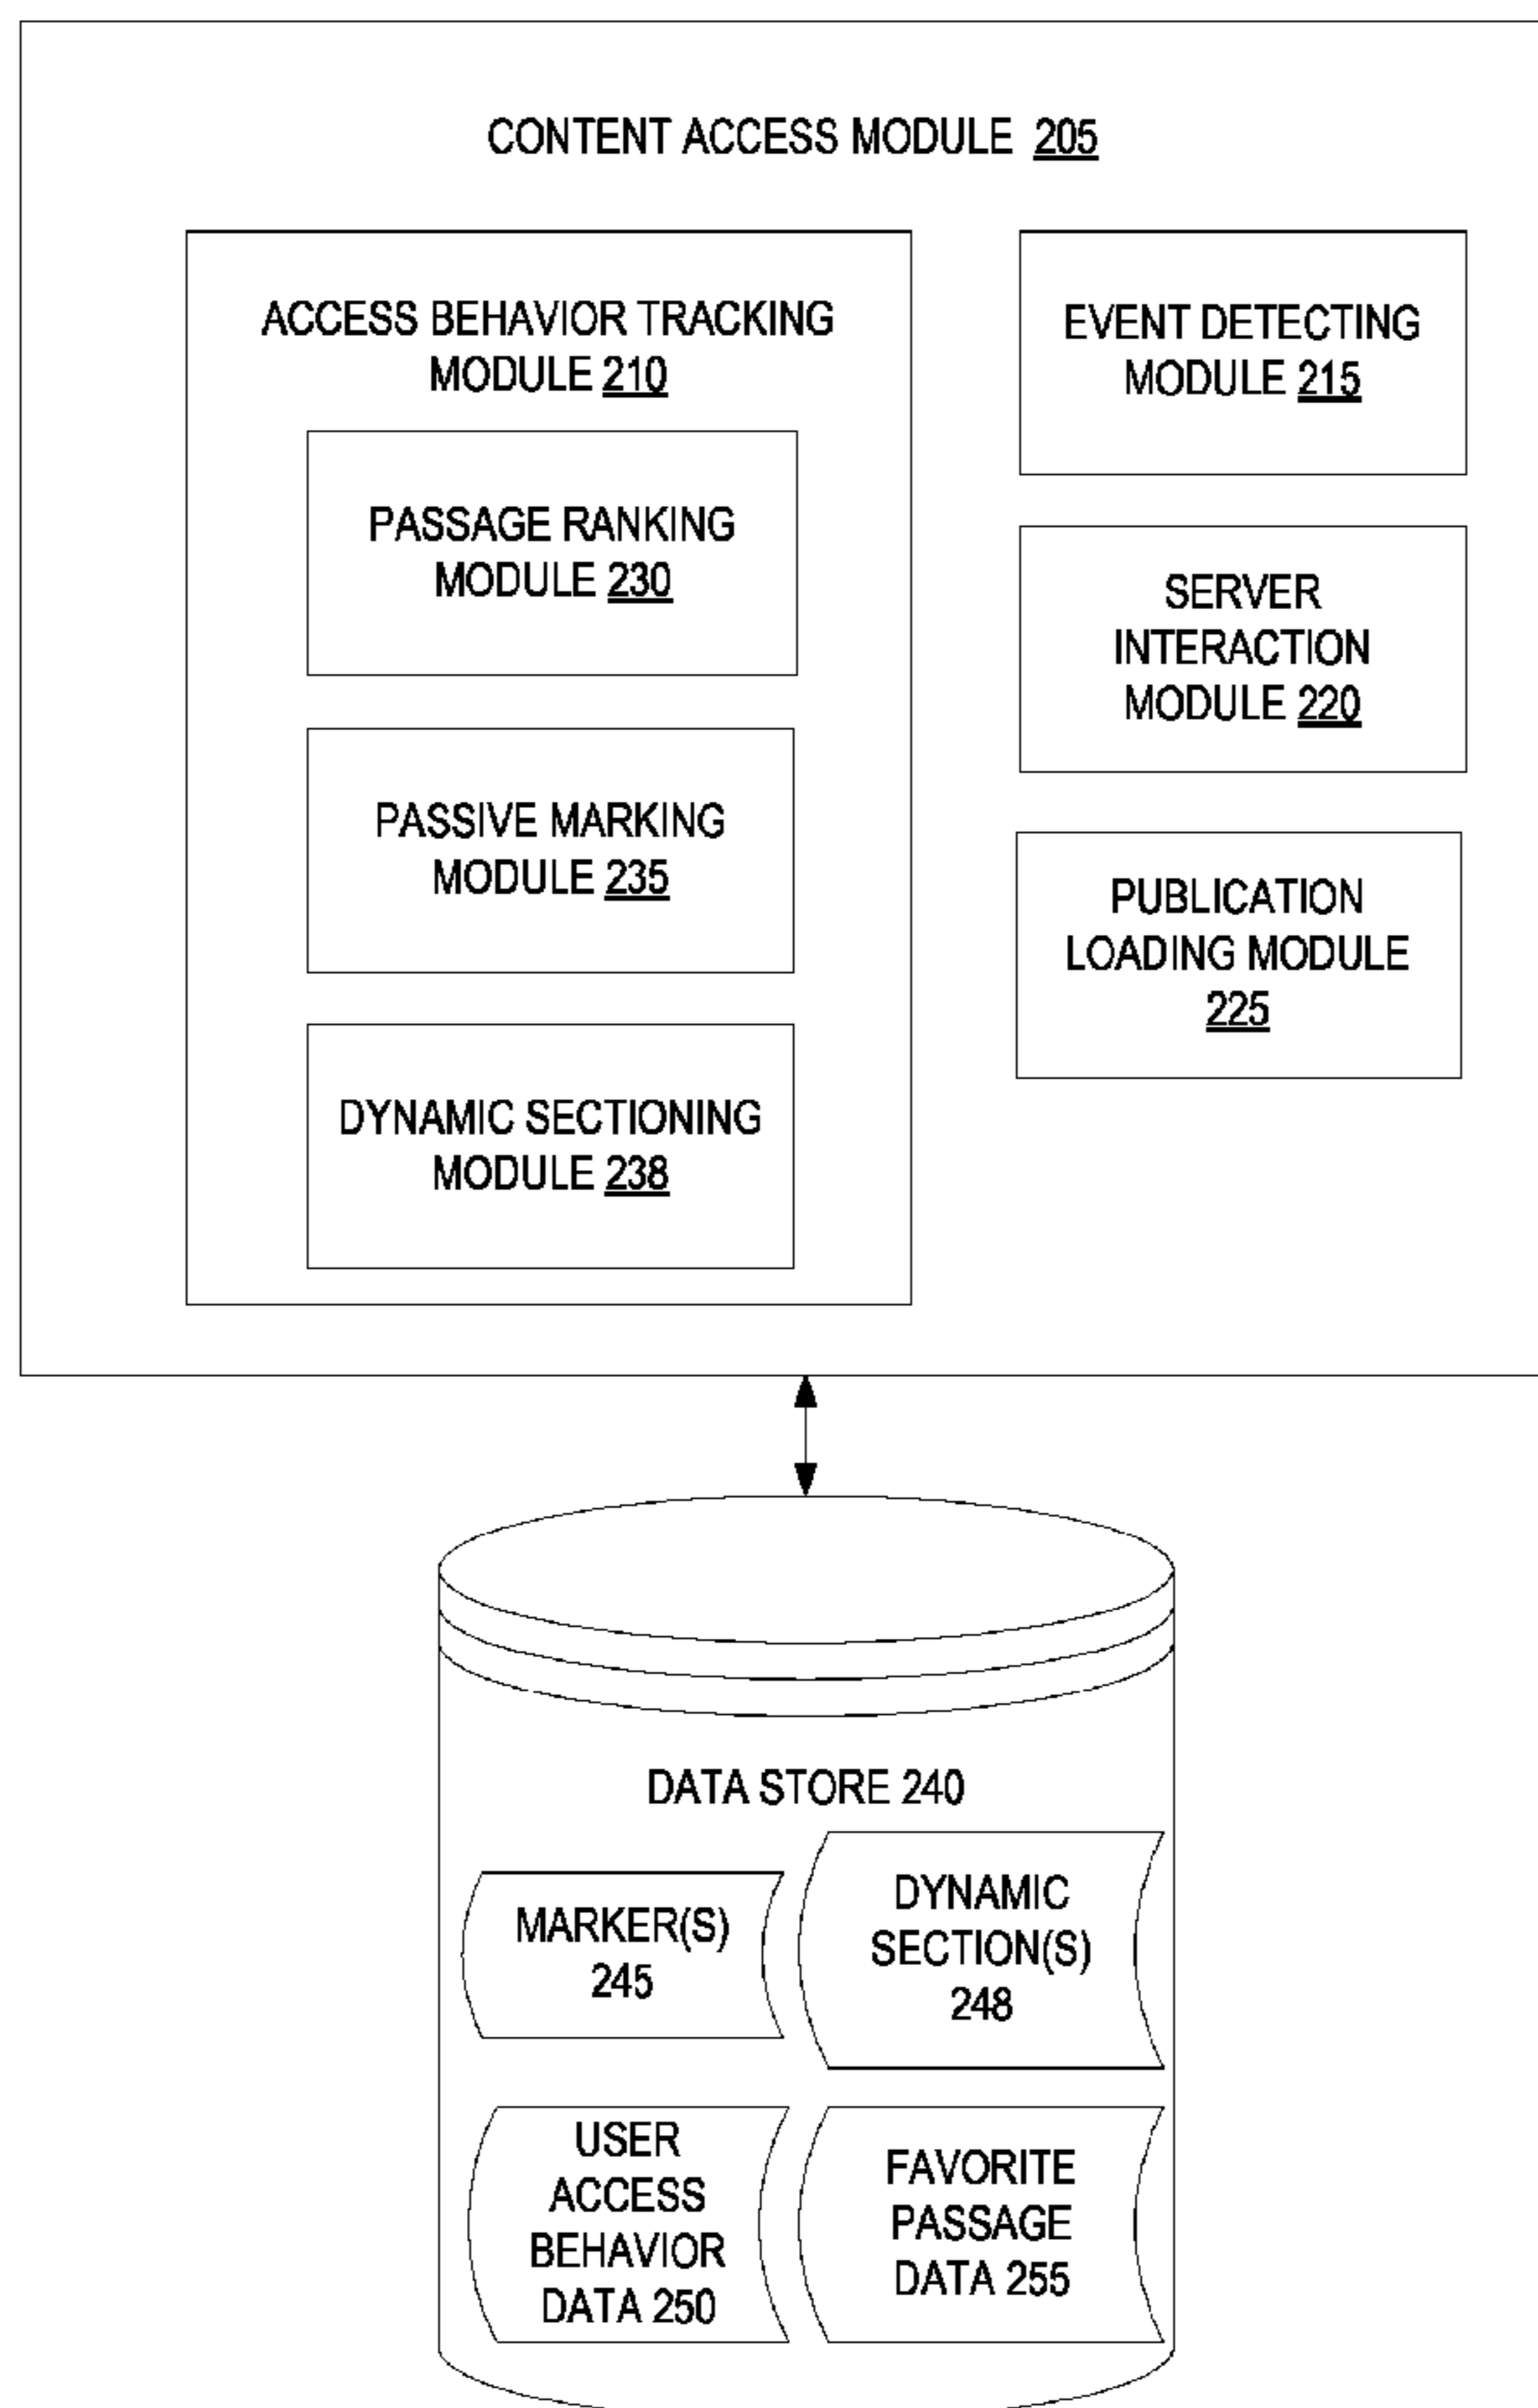 CONTENT ACCESS MODULE 205
ACCESS BEHAVIOR TRACKING
MODULE 210
PASSAGE RANKING
MODULE 230
PASSIVE MARKING
MODULE 235
DYNAMIC SECTIONING
MODULE 238
EVENT DETECTING
MODULE 215
SERVER
INTERACTION
MODULE 220
PUBLICATION
LOADING MODULE
225
DATA STORE 240
MARKER(S)
245
DYNAMIC
SECTION(S)
248
USER
ACCESS
BEHAVIOR
DATA 250
FAVORITE
PASSAGE
DATA 255